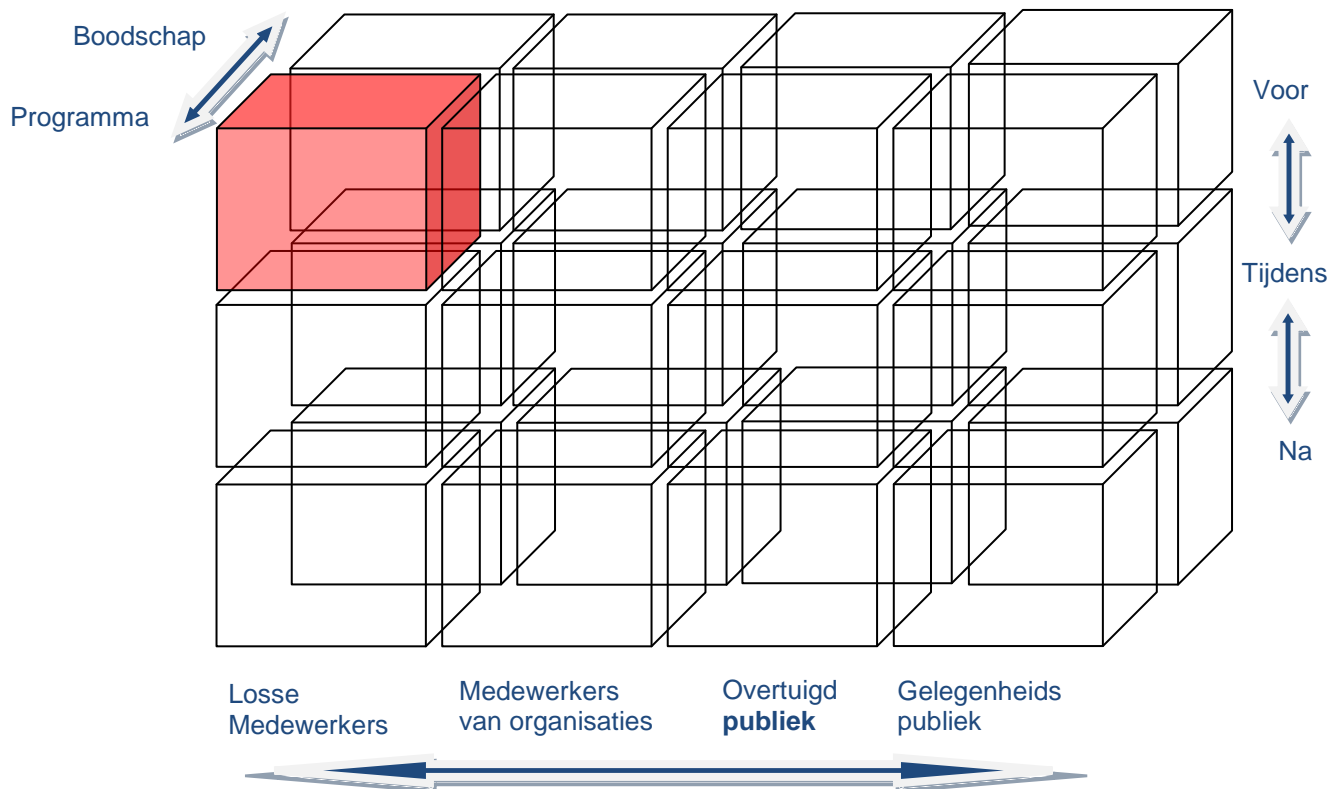 Boodschap
Programma
Voor
Tijdens
Na
Losse
Medewerkers
Medewerkers
van organisaties
Overtuigd
publiek
Gelegenheids
publiek